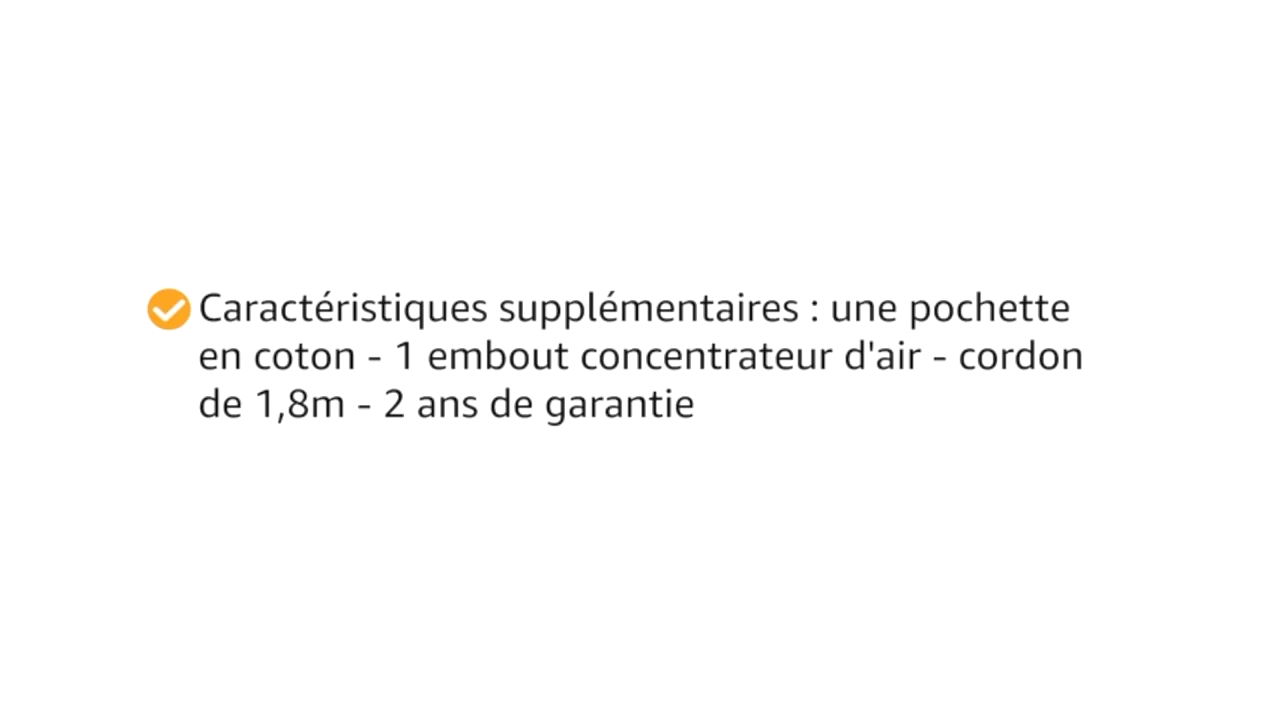 Caractéristiques supplémentaires : une pochette
en coton - 1 embout concentrateur d'air - cordon
de 1,8m - 2 ans de garantie